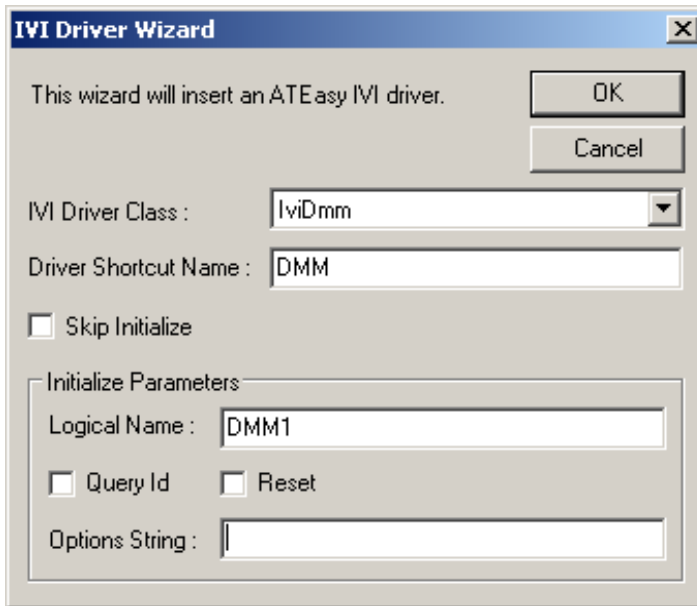 IVI Driver Wizard
This wizard will insert an ATEasy IVI driver.
OK
Cancel
IVI Driver Class :
IviDmm
Driver Shortcut Name :
DMM
Skip Initialize
Initialize Parameters
Logical Name :
DMM1
Query Id
Reset
Options String :